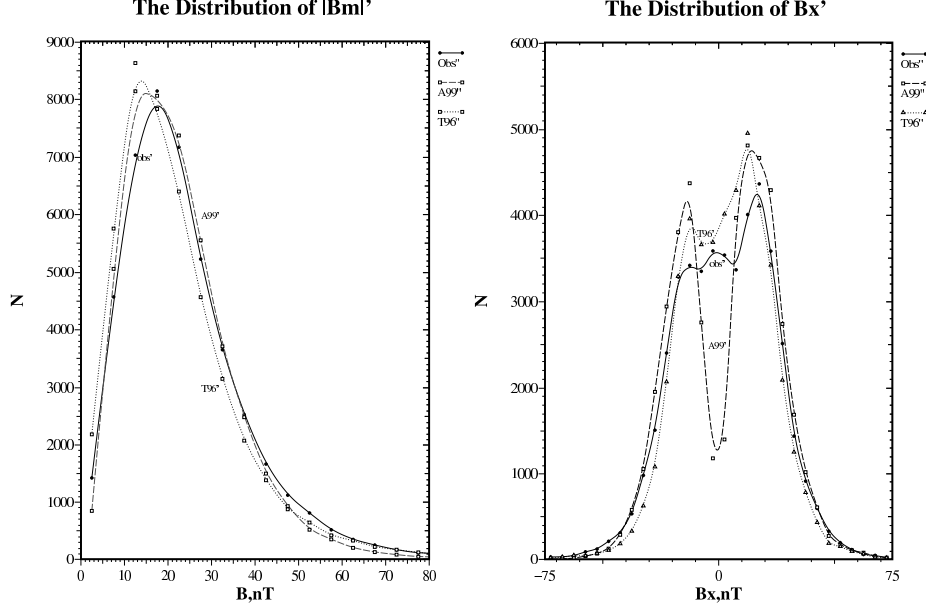 The Distribution of |Bm|'
9000
8000
7000
6000
5000
4000
3000
2000
1000
0
N
0
10
20
30
40
50
60
70
80
B,nT
obs'
A99'
T96'
Obs"
A99"
T96"
The Distribution of Bx'
6000
5000
4000
3000
2000
1000
0
N
−75
0
75
Bx,nT
T96'
obs"
A99'
Obs"
A99"
T96"